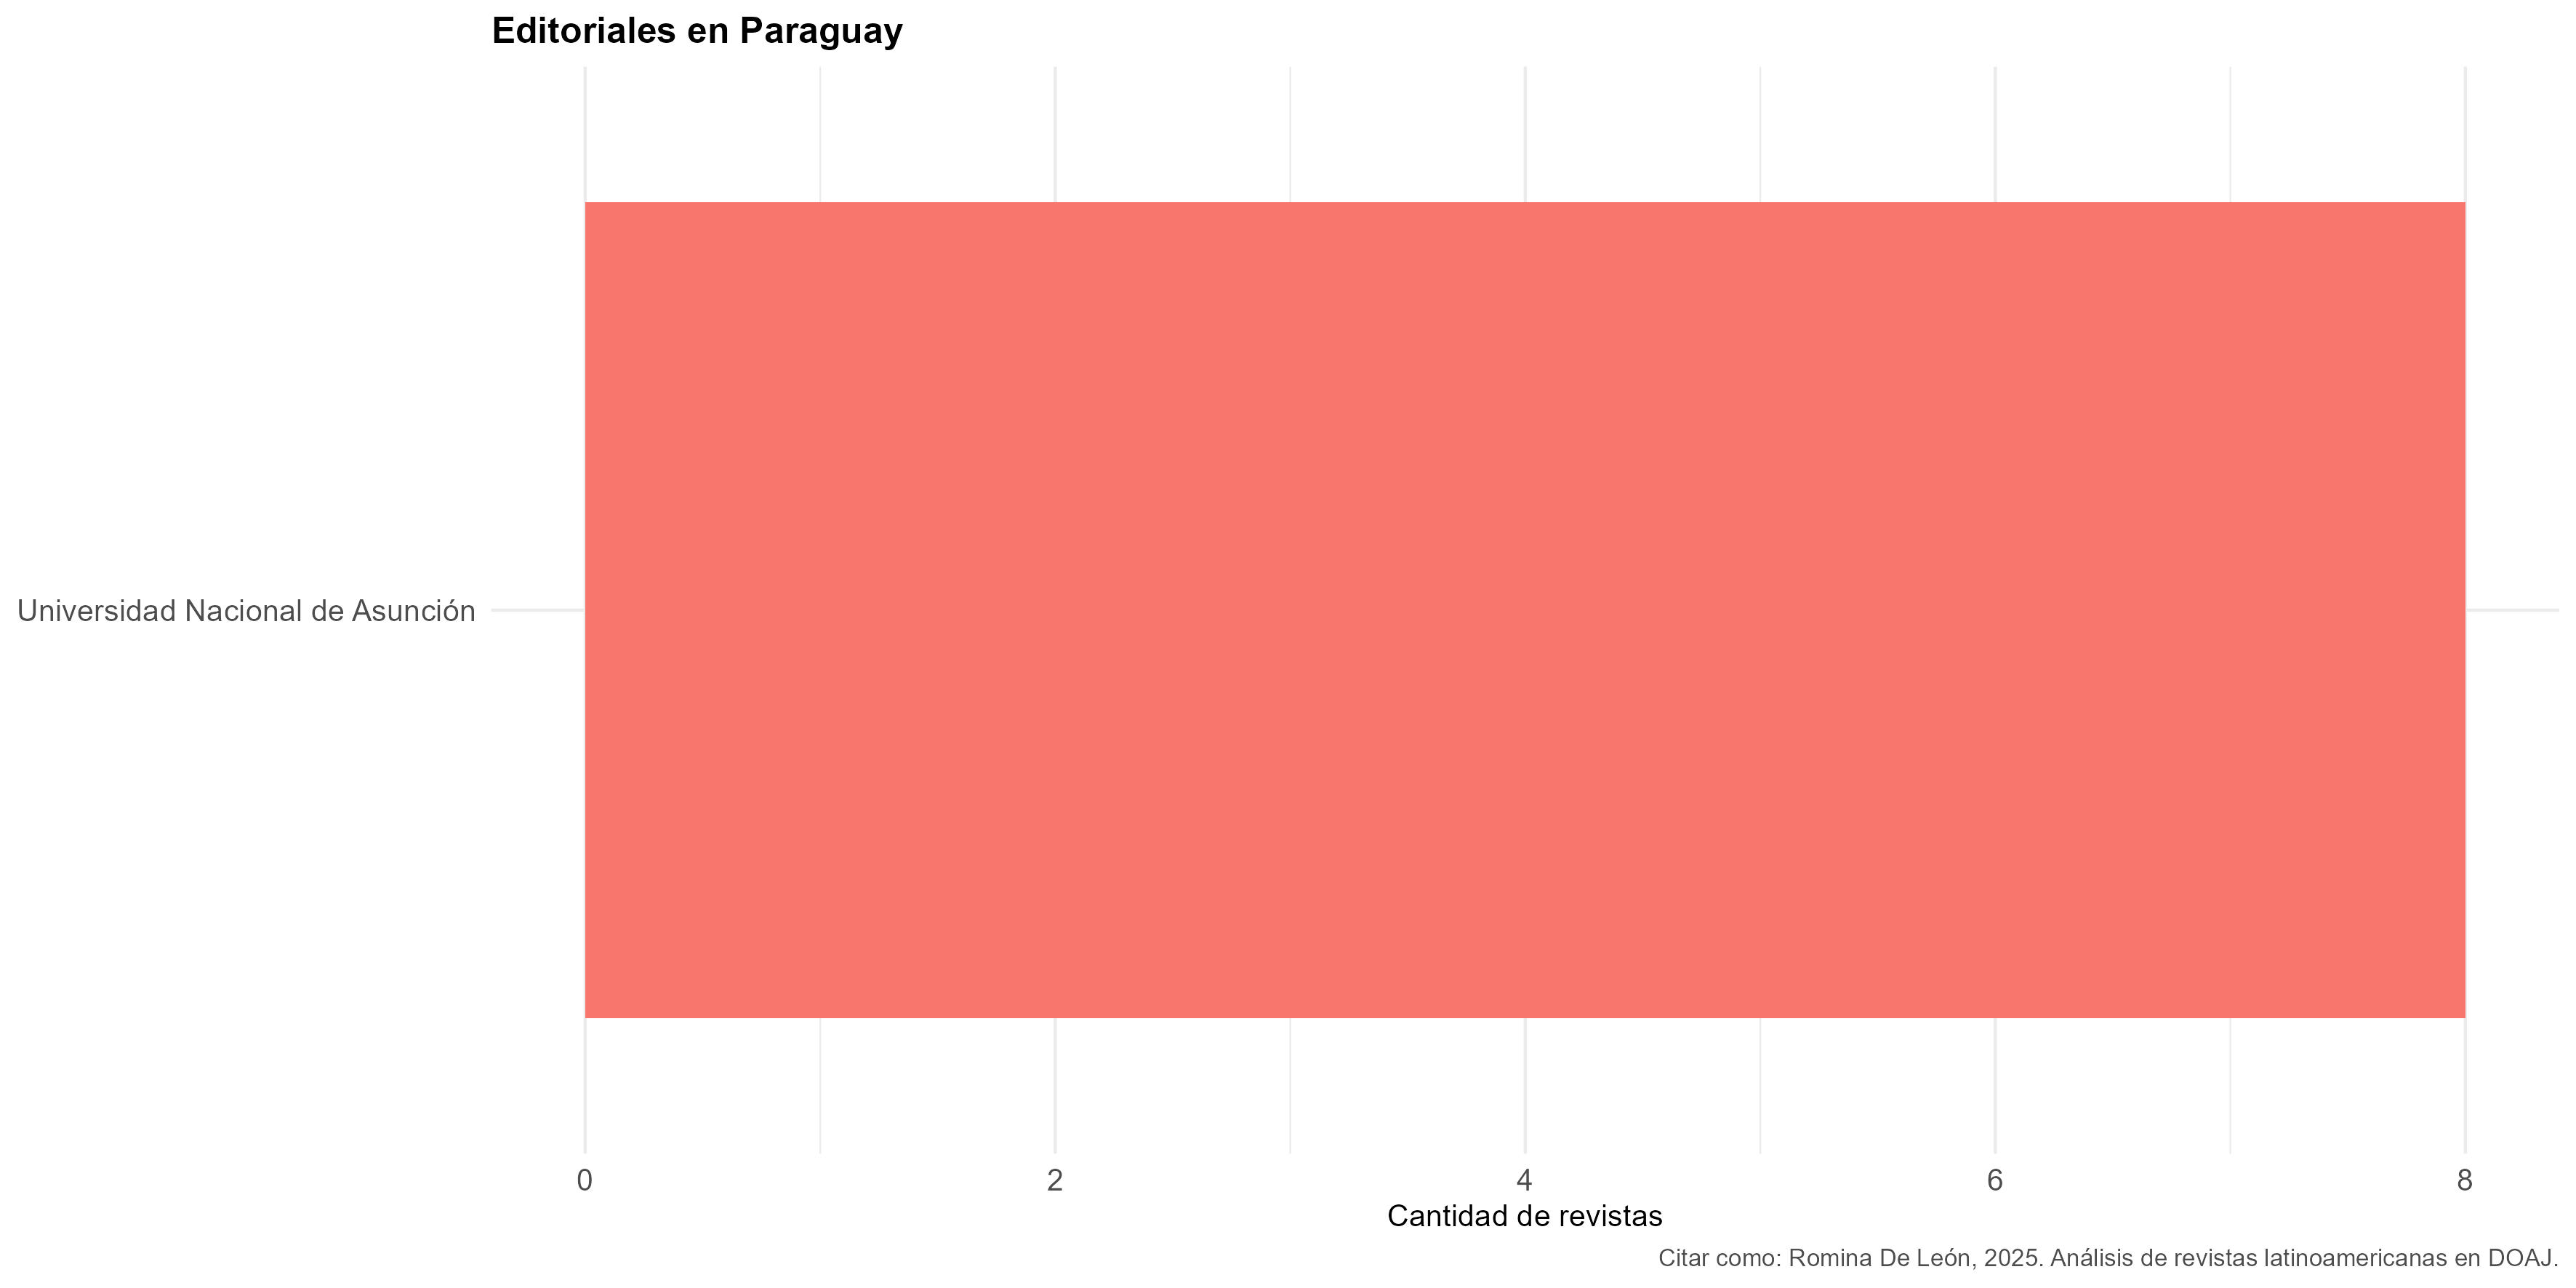 Editoriales en Paraguay
Universidad Nacional de Asunción
0 2 4 6 8
Cantidad de revistas
Citar como: Romina De León, 2025. Análisis de revistas latinoamericanas en DOAJ.